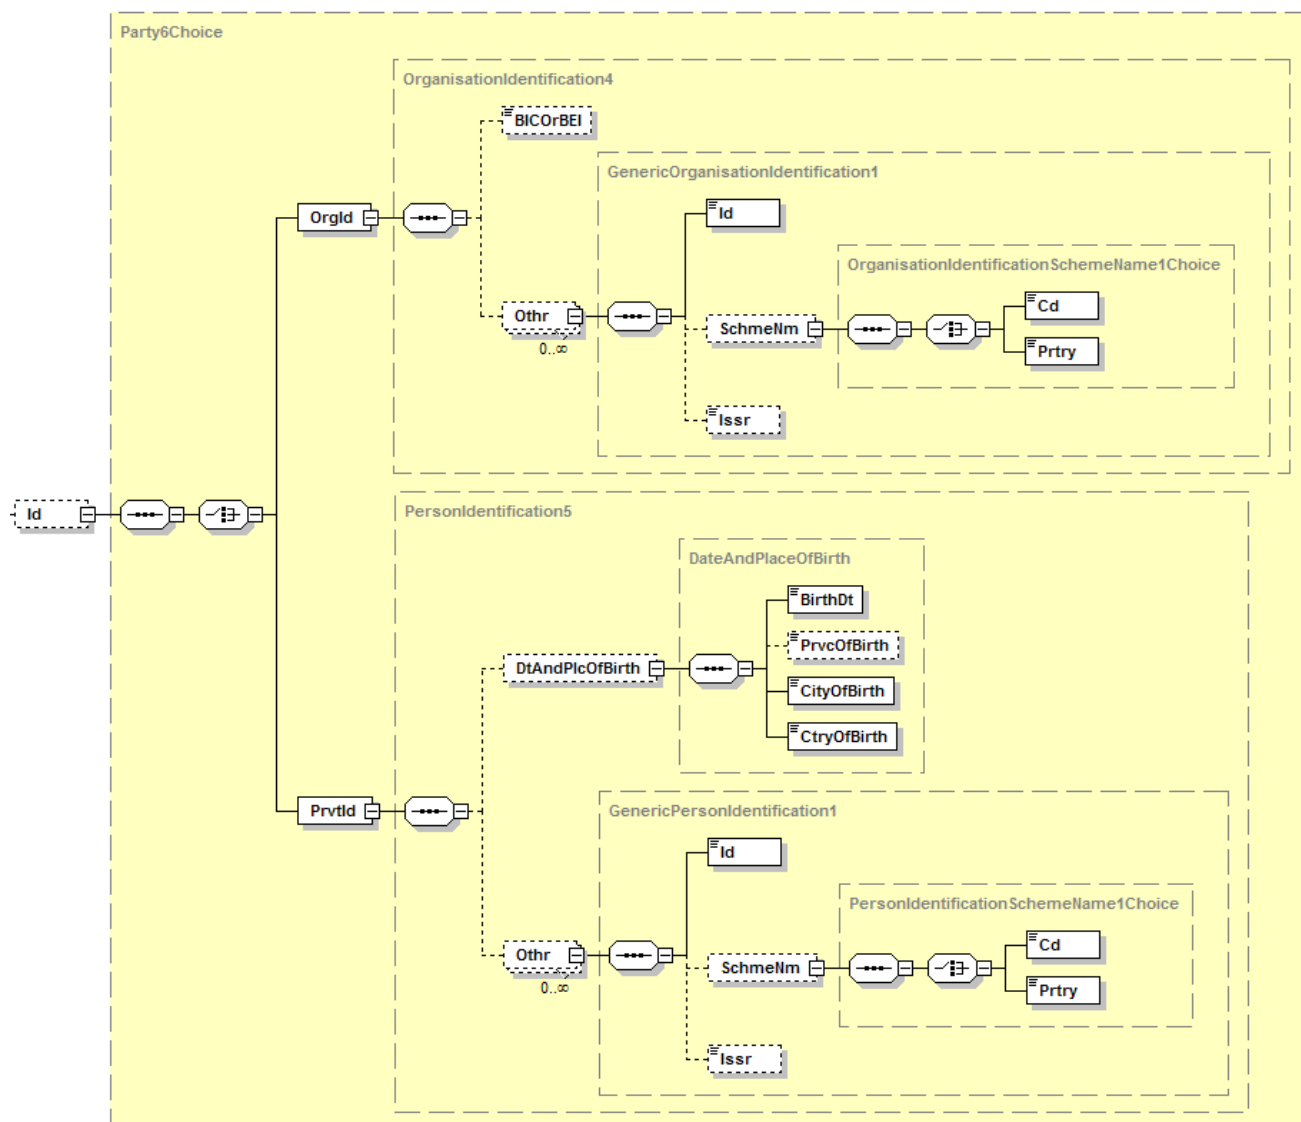 Party6Choice
OrganisationIdentification4
BICOrBEI
GenericOrganisationIdentification1
Id
OrgId
OrganisationIdentificationSchemeName1Choice
Cd
Othr
SchmeNm
0..∞
Prtry
Issr
Id
PersonIdentification5
DateAndPlaceOfBirth
BirthDt
PrvcOfBirth
DtAndPlcOfBirth
CityOfBirth
CtryOfBirth
PrvtId
GenericPersonIdentification1
Id
PersonIdentificationSchemeName1Choice
Cd
Othr
SchmeNm
0..∞
Prtry
Issr